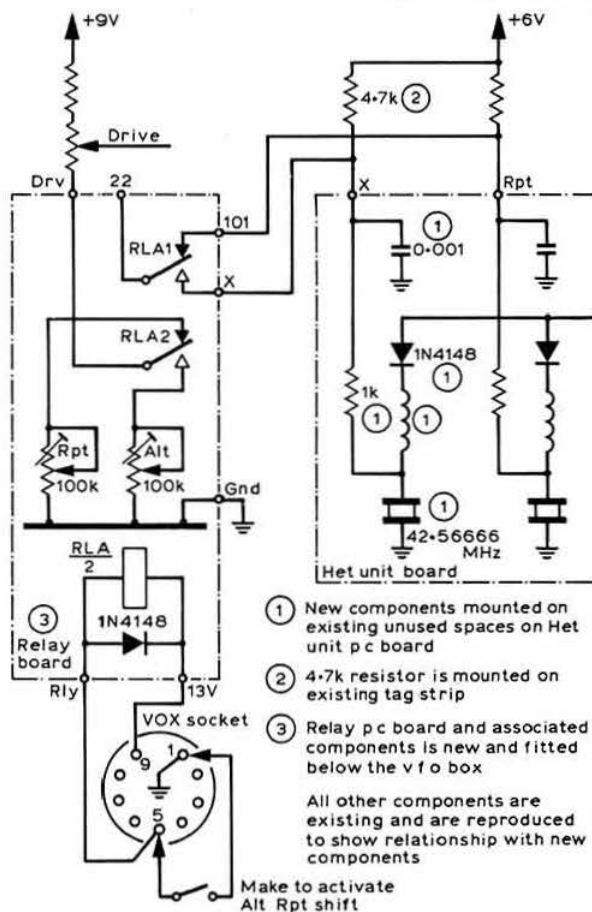 +9V
+6V
4·7k 2
Drive
Drv
22
101
X
Rpt
RLA1
1
0·001
X
RLA2
1N4148
1
1k
1
1
Rpt
100k
Alt
100k
Gnd
1
42·56666
MHz
Het unit board
RLA
2
1N4148
3
Relay
board
Rly
13V
VOX socket
9
1
5
Make to activate
Alt Rpt shift
1 New components mounted on
existing unused spaces on Het
unit pc board
2 4·7k resistor is mounted on
existing tag strip
3 Relay pc board and associated
components is new and fitted
below the v f o box
All other components are
existing and are reproduced
to show relationship with new
components